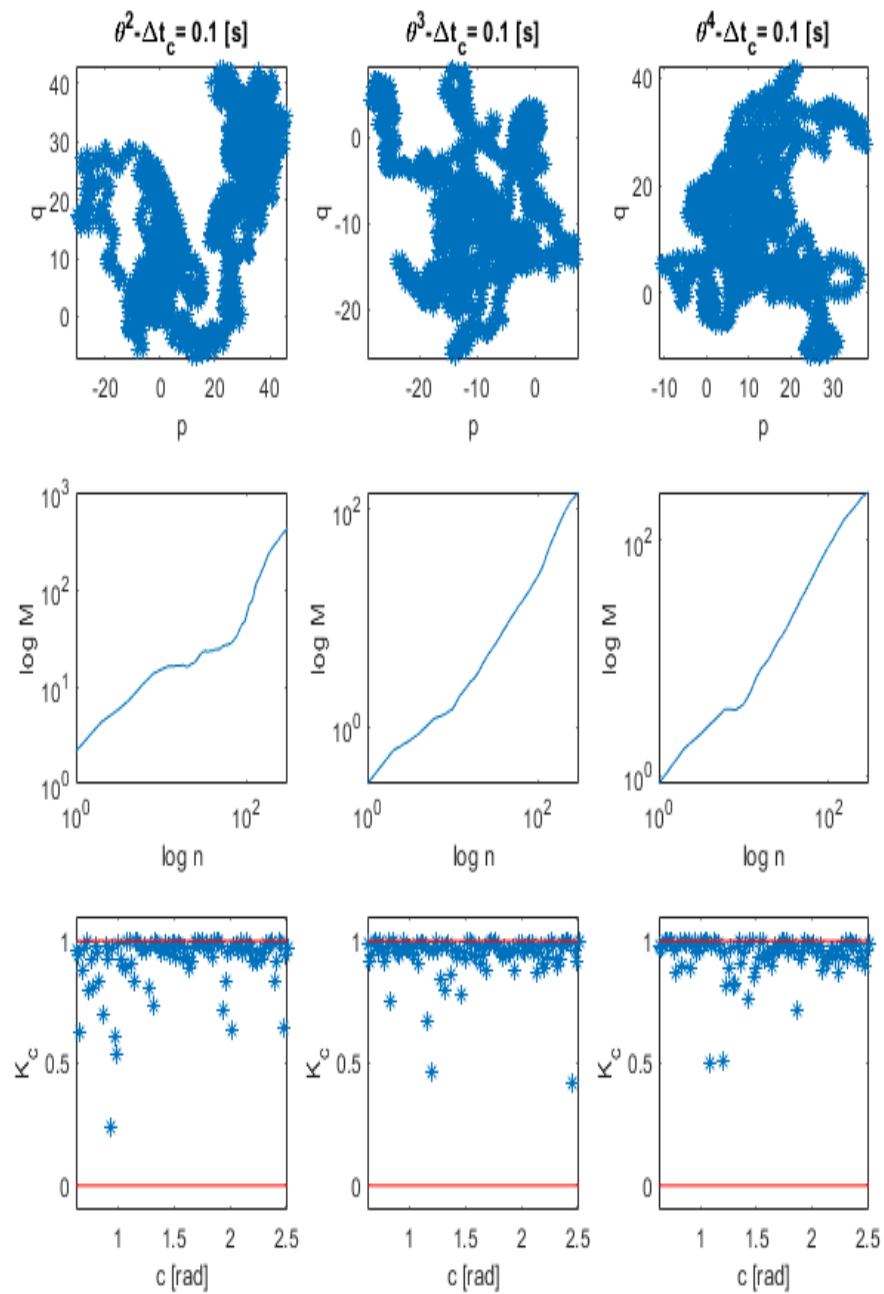 θ²-Δt_c= 0.1 [s]
θ³-Δt_c= 0.1 [s]
θ⁴-Δt_c= 0.1 [s]
40
30
20
10
0
q
-20
0
20
40
p
0
-10
-20
q
-20
-10
0
p
40
20
0
q
-10
0
10
20
30
p
10³
10²
10¹
10⁰
log M
10⁰
10²
log n
10²
10⁰
log M
10⁰
10²
log n
10²
10⁰
log M
10⁰
10²
log n
1
0.5
0
K_c
1
1.5
2
2.5
c [rad]
1
0.5
0
K_c
1
1.5
2
2.5
c [rad]
1
0.5
0
K_c
1
1.5
2
2.5
c [rad]